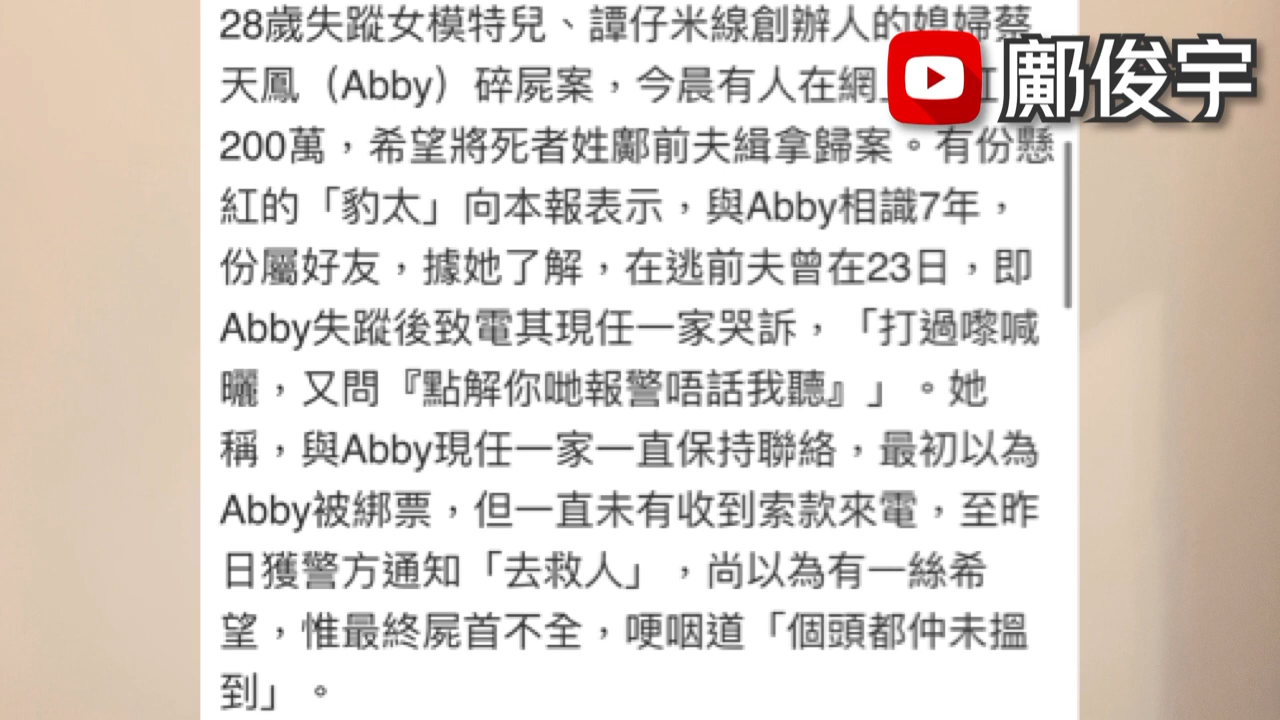 28歲失蹤女模特兒、譚仔米線創辦人的媳婦蔡
天鳳（Abby）碎屍案，今晨有人在網
200萬，希望將死者姓鄺前夫緝拿歸案。有份懸
紅的「豹太」向本報表示，與Abby相識7年，
份屬好友，據她了解，在逃前夫曾在23日，即
Abby失蹤後致電其現任一家哭訴，「打過嚟喊
曬，又問『點解你哋報警唔話我聽』」。她
稱，與Abby現任一家一直保持聯絡，最初以為
Abby被綁票，但一直未有收到索款來電，至昨
日獲警方通知「去救人」，尚以為有一絲希
望，惟最終屍首不全，哽咽道「個頭都仲未搵
到」。
鄺俊宇